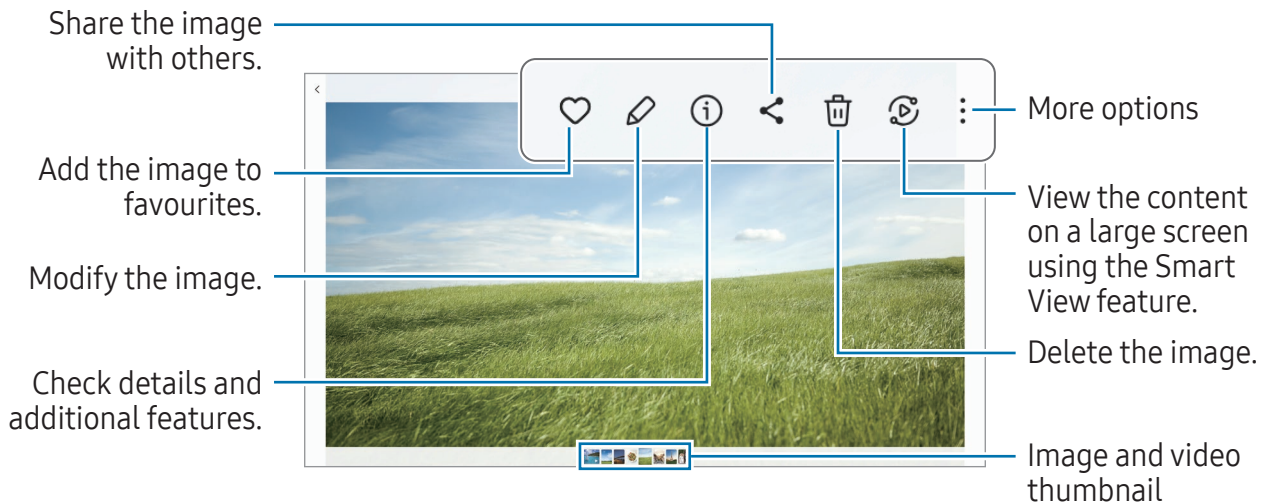 Share the image
with others.
Add the image to
favourites.
Modify the image.
Check details and
additional features.
More options
View the content
on a large screen
using the Smart
View feature.
Delete the image.
Image and video
thumbnail